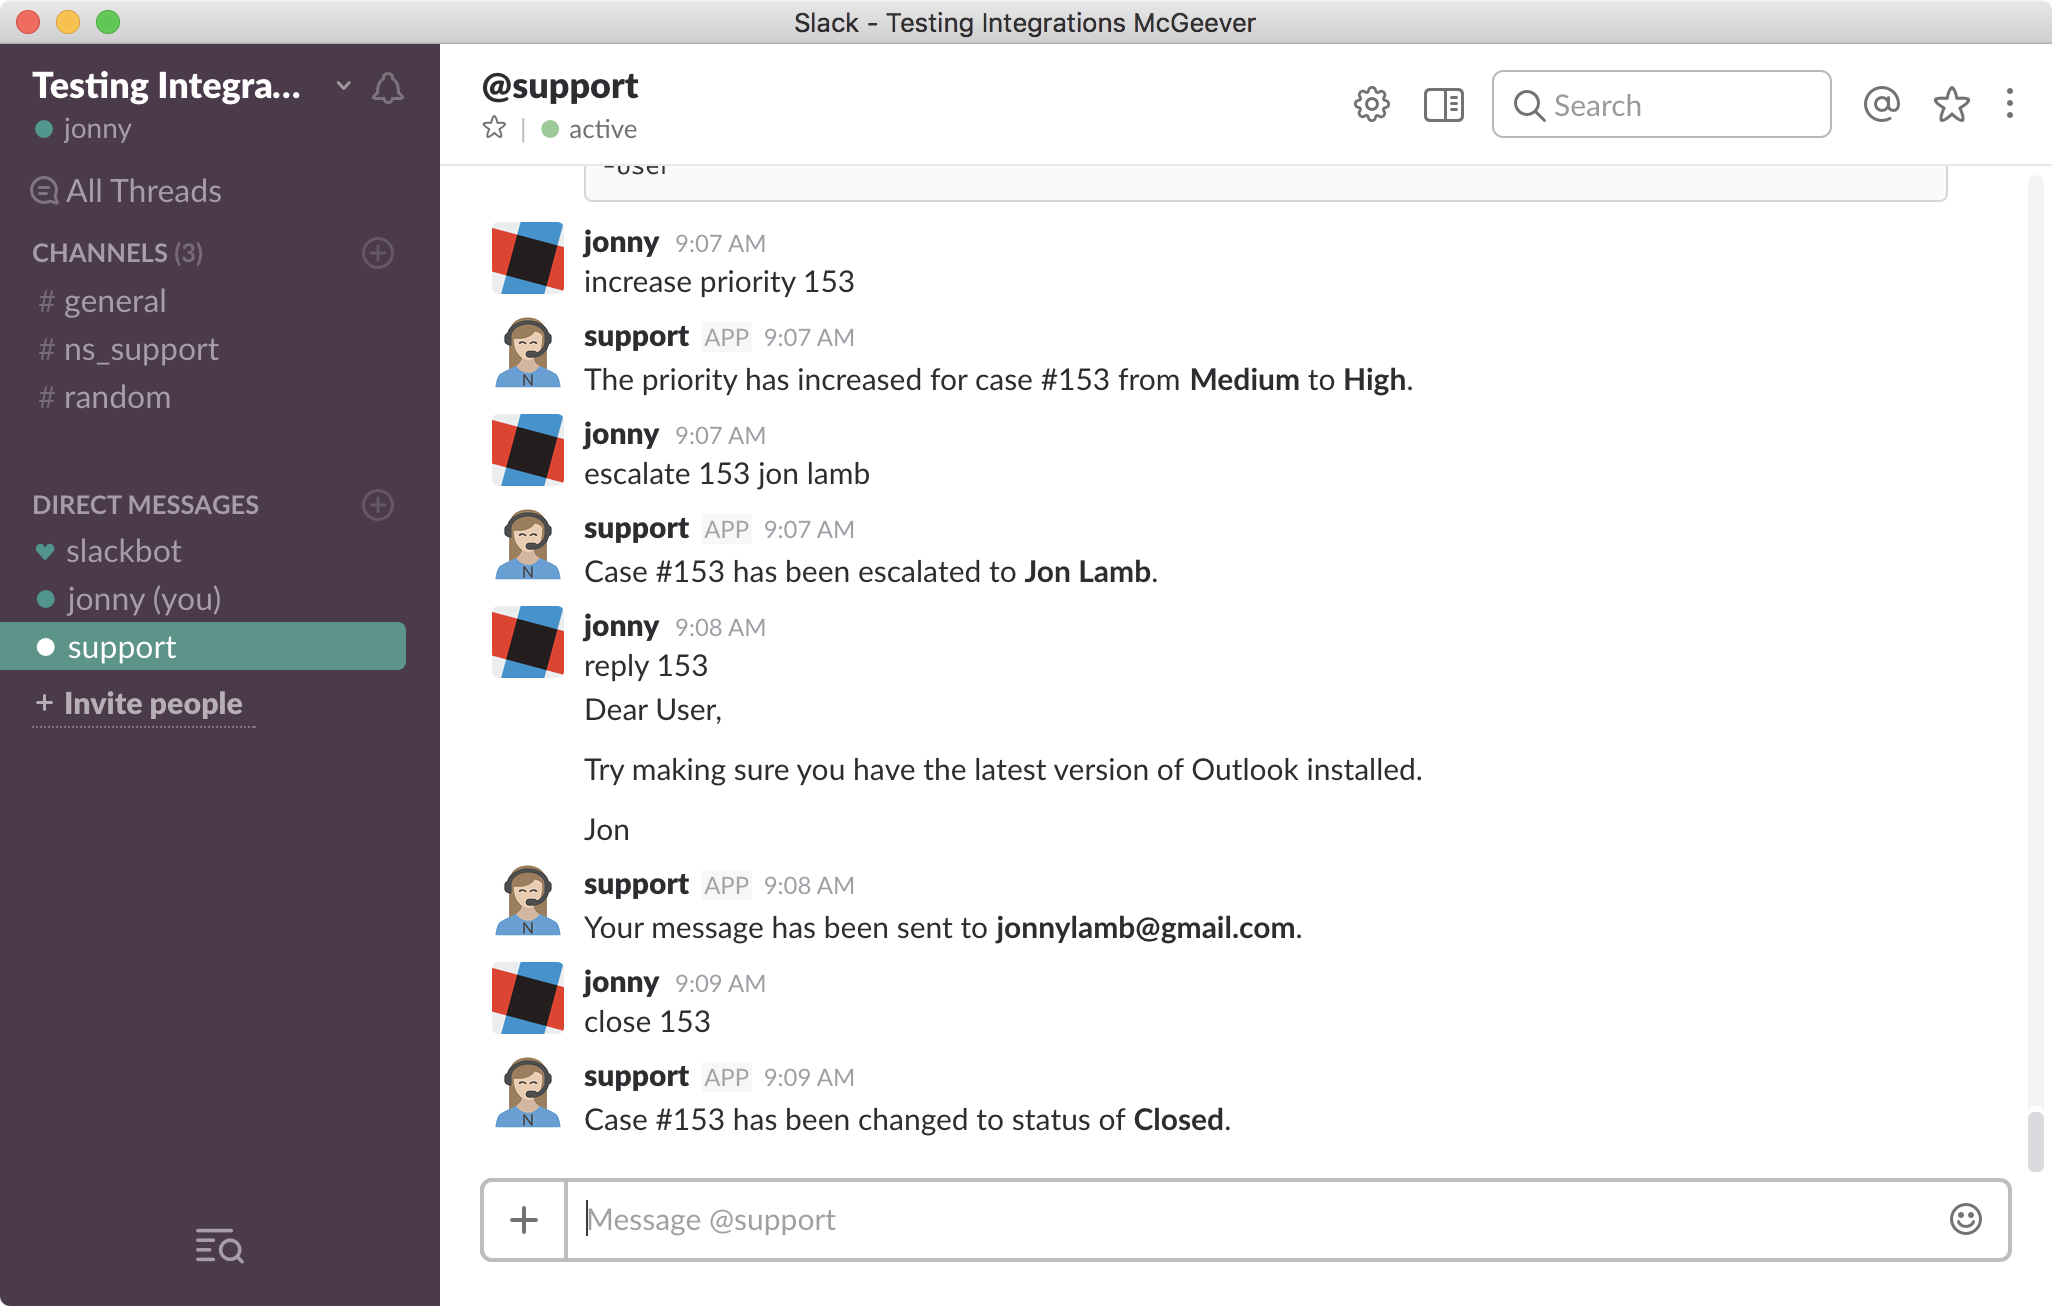 Slack - Testing Integrations McGeever
Testing Integra...
jonny
All Threads
CHANNELS (3)
# general
# ns_support
# random
DIRECT MESSAGES
slackbot
jonny (you)
support
+ Invite people
@support
active
Search
-user
jonny 9:07 AM
increase priority 153
support APP 9:07 AM
The priority has increased for case #153 from Medium to High.
jonny 9:07 AM
escalate 153 jon lamb
support APP 9:07 AM
Case #153 has been escalated to Jon Lamb.
jonny 9:08 AM
reply 153
Dear User,
Try making sure you have the latest version of Outlook installed.
Jon
support APP 9:08 AM
Your message has been sent to jonnylamb@gmail.com.
jonny 9:09 AM
close 153
support APP 9:09 AM
Case #153 has been changed to status of Closed.
Message @support